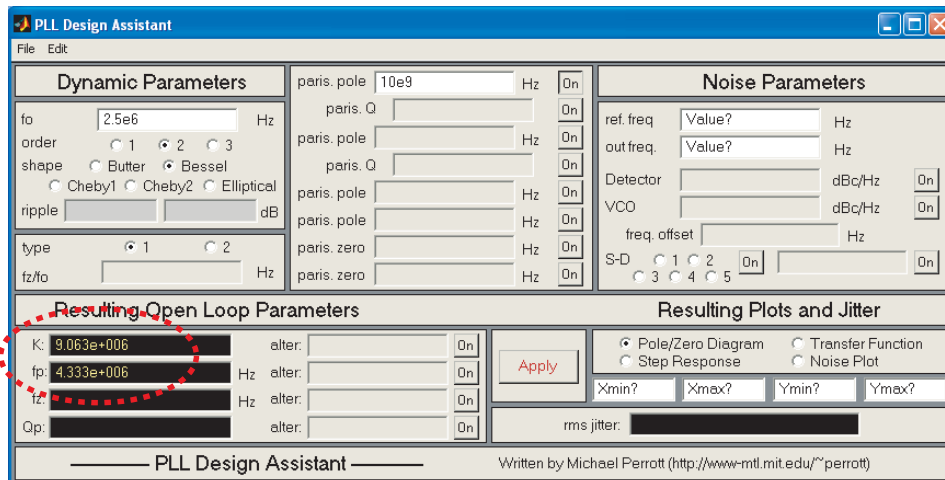 PLL Design Assistant
File Edit
Dynamic Parameters
fo 2.5e6 Hz
order 1 2 3
shape Butter Bessel
Cheby1 Cheby2 Elliptical
ripple dB
type 1 2
fz/fo Hz
paris. pole 10e9 Hz On
paris. Q On
paris. pole Hz On
paris. Q On
paris. pole Hz On
paris. pole Hz On
paris. zero Hz On
paris. zero Hz On
Noise Parameters
ref. freq Value? Hz
out freq. Value? Hz
Detector dBc/Hz On
VCO dBc/Hz On
freq. offset Hz
S-D 1 2 On On
3 4 5
Resulting Open Loop Parameters
K: 9.063e+006 alter: On
fp: 4.333e+006 Hz alter: On
fz: Hz alter: On
Qp: alter: On
Apply
Resulting Plots and Jitter
Pole/Zero Diagram Transfer Function
Step Response Noise Plot
Xmin? Xmax? Ymin? Ymax?
rms jitter:
PLL Design Assistant
Written by Michael Perrott (http://www-mtl.mit.edu/~perrott)